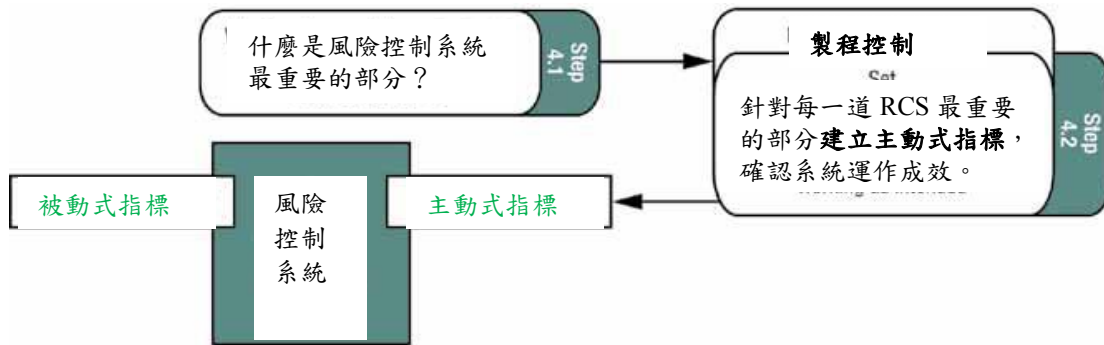 什麼是風險控制系統
最重要的部分？
Step
4.1
製程控制
Set
針對每一道 RCS 最重要
的部分建立主動式指標，
確認系統運作成效。
Step
4.2
被動式指標
風險
控制
系統
主動式指標